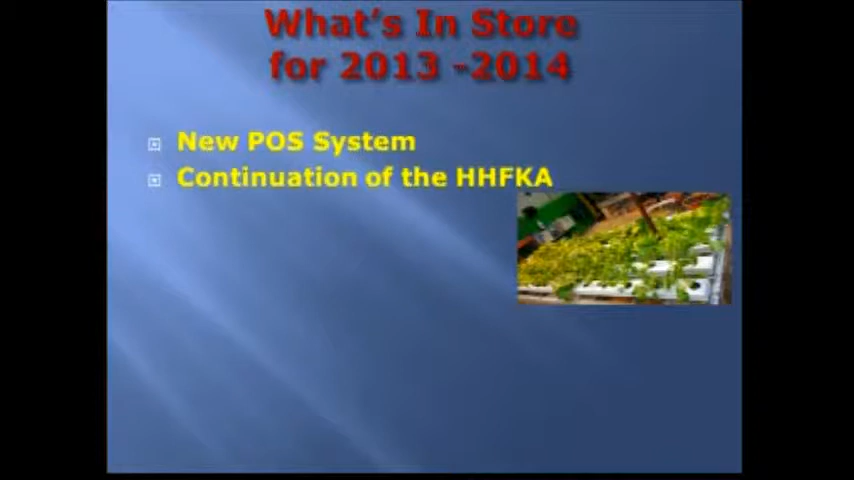 What's In Store
for 2013 -2014
New POS System
Continuation of the HHFKA